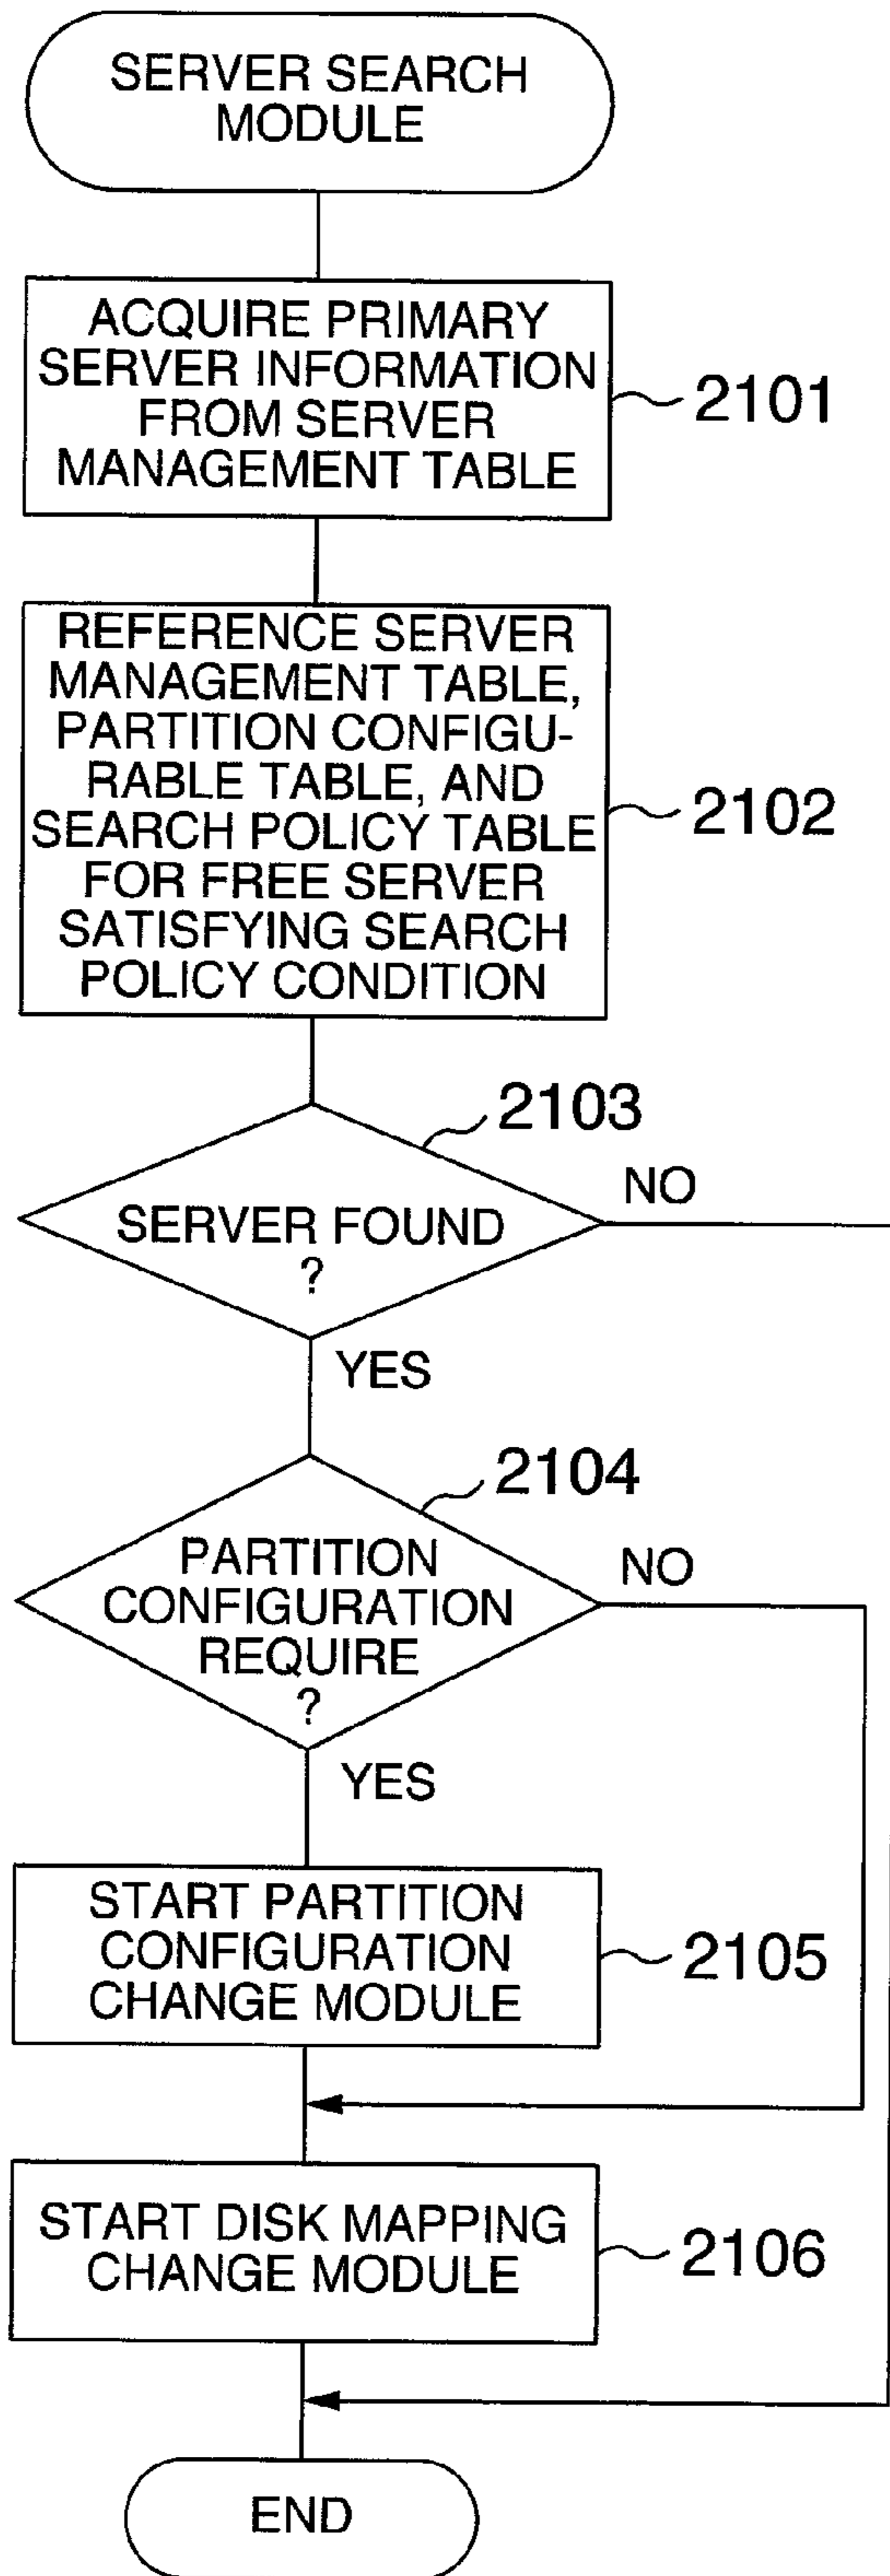 SERVER SEARCH
MODULE
ACQUIRE PRIMARY
SERVER INFORMATION
FROM SERVER
MANAGEMENT TABLE
2101
REFERENCE SERVER
MANAGEMENT TABLE,
PARTITION CONFIGU-
RABLE TABLE, AND
SEARCH POLICY TABLE
FOR FREE SERVER
SATISFYING SEARCH
POLICY CONDITION
2102
2103
SERVER FOUND
?
NO
YES
2104
PARTITION
CONFIGURATION
REQUIRE
?
NO
YES
START PARTITION
CONFIGURATION
CHANGE MODULE
2105
START DISK MAPPING
CHANGE MODULE
2106
END